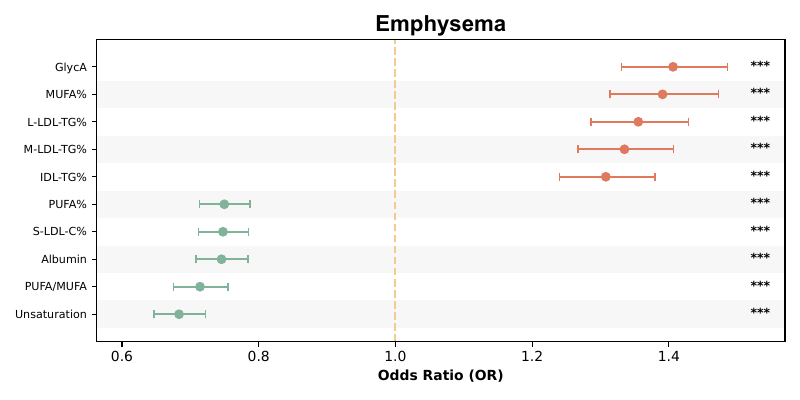 Emphysema
GlycA ***
MUFA% ***
L-LDL-TG% ***
M-LDL-TG% ***
IDL-TG% ***
PUFA% ***
S-LDL-C% ***
Albumin ***
PUFA/MUFA ***
Unsaturation ***
0.6 0.8 1.0 1.2 1.4
Odds Ratio (OR)